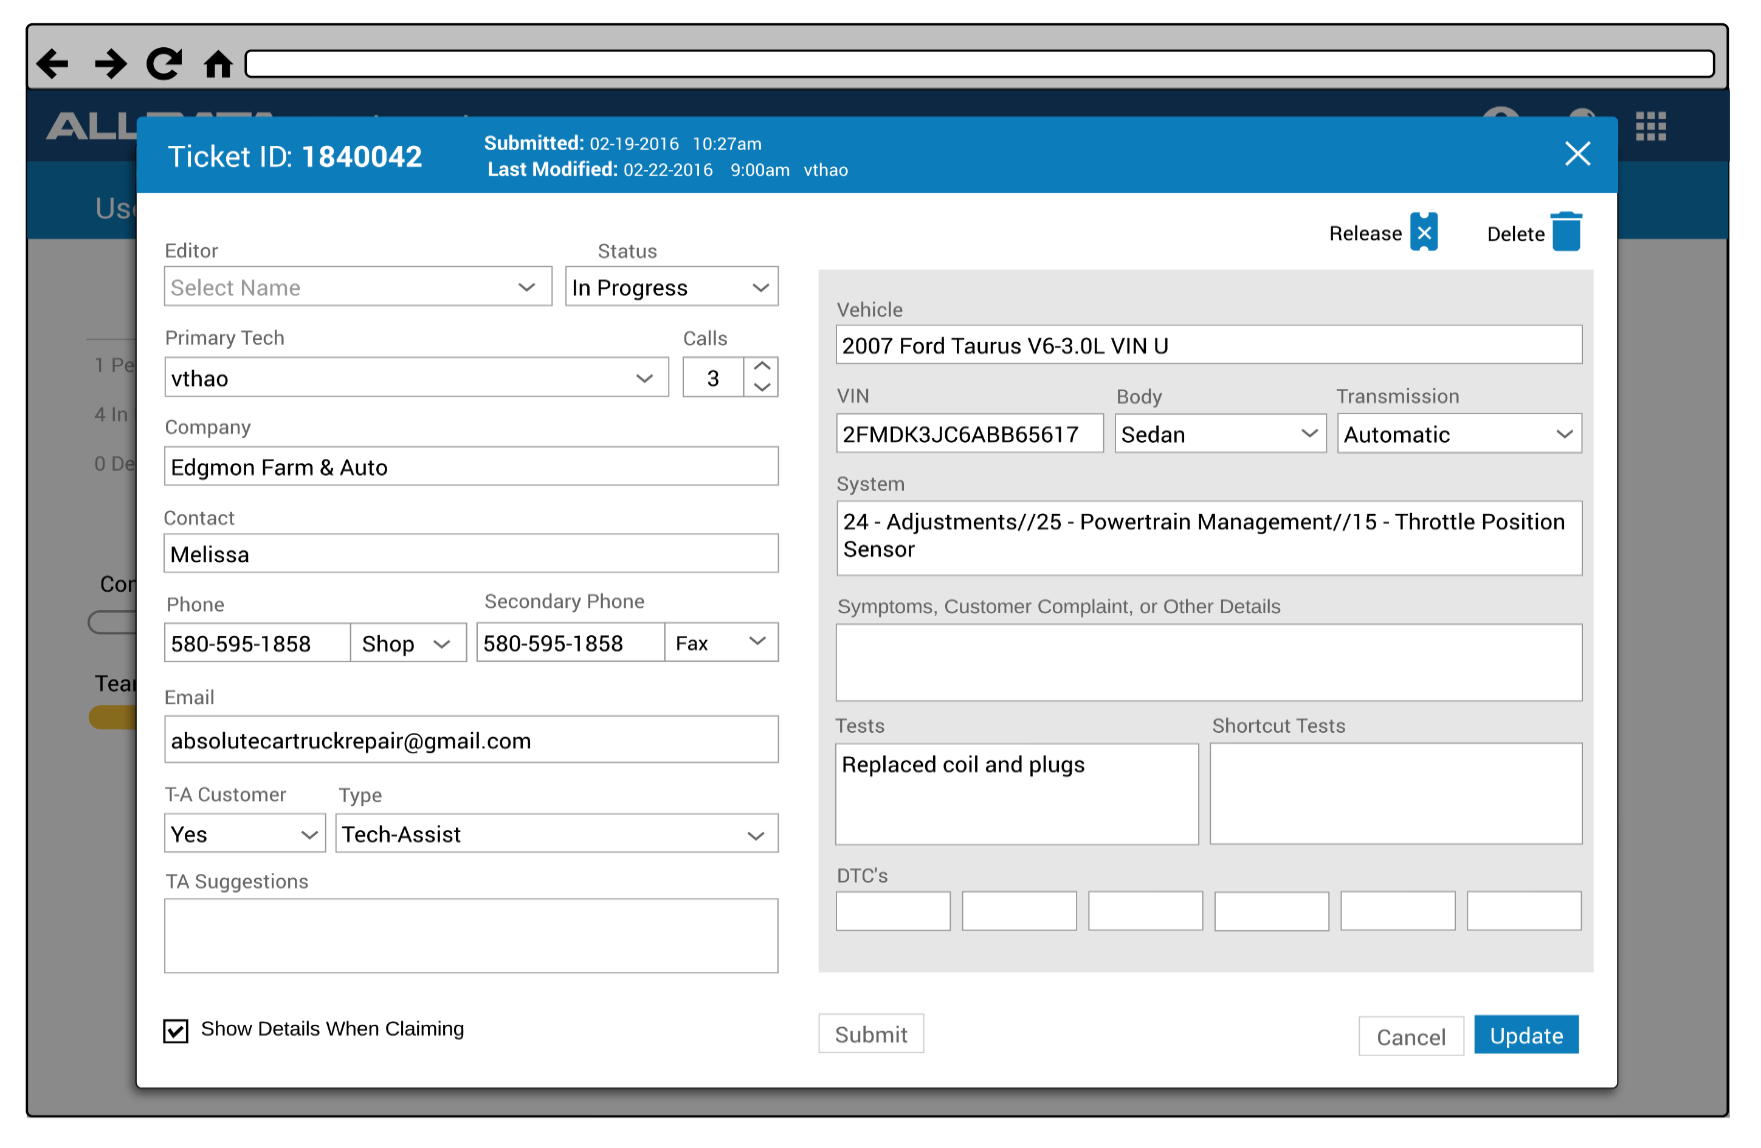 Ticket ID: 1840042
Submitted: 02-19-2016 10:27am
Last Modified: 02-22-2016 9:00am vthao
Release
Delete
Editor
Status
Select Name
In Progress
Primary Tech
Calls
vthao
3
Company
Edgmon Farm & Auto
Contact
Melissa
Phone
Secondary Phone
580-595-1858
Shop
580-595-1858
Fax
Email
absolutecartruckrepair@gmail.com
T-A Customer
Type
Yes
Tech-Assist
TA Suggestions
Show Details When Claiming
Vehicle
2007 Ford Taurus V6-3.0L VIN U
VIN
Body
Transmission
2FMDK3JC6ABB65617
Sedan
Automatic
System
24 - Adjustments//25 - Powertrain Management//15 - Throttle Position
Sensor
Symptoms, Customer Complaint, or Other Details
Tests
Shortcut Tests
Replaced coil and plugs
DTC's
Submit
Cancel
Update
1
4 In
0